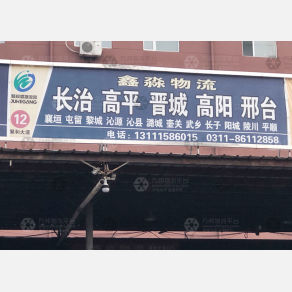 鑫淼物流
JUHEGANG
长治 高平 晋城 高阳 邢台
12
襄垣 屯留 黎城 沁源 沁县 潞城 壶关 武乡 长子 阳城 陵川 平顺
电话：13111586015 0311-86112858